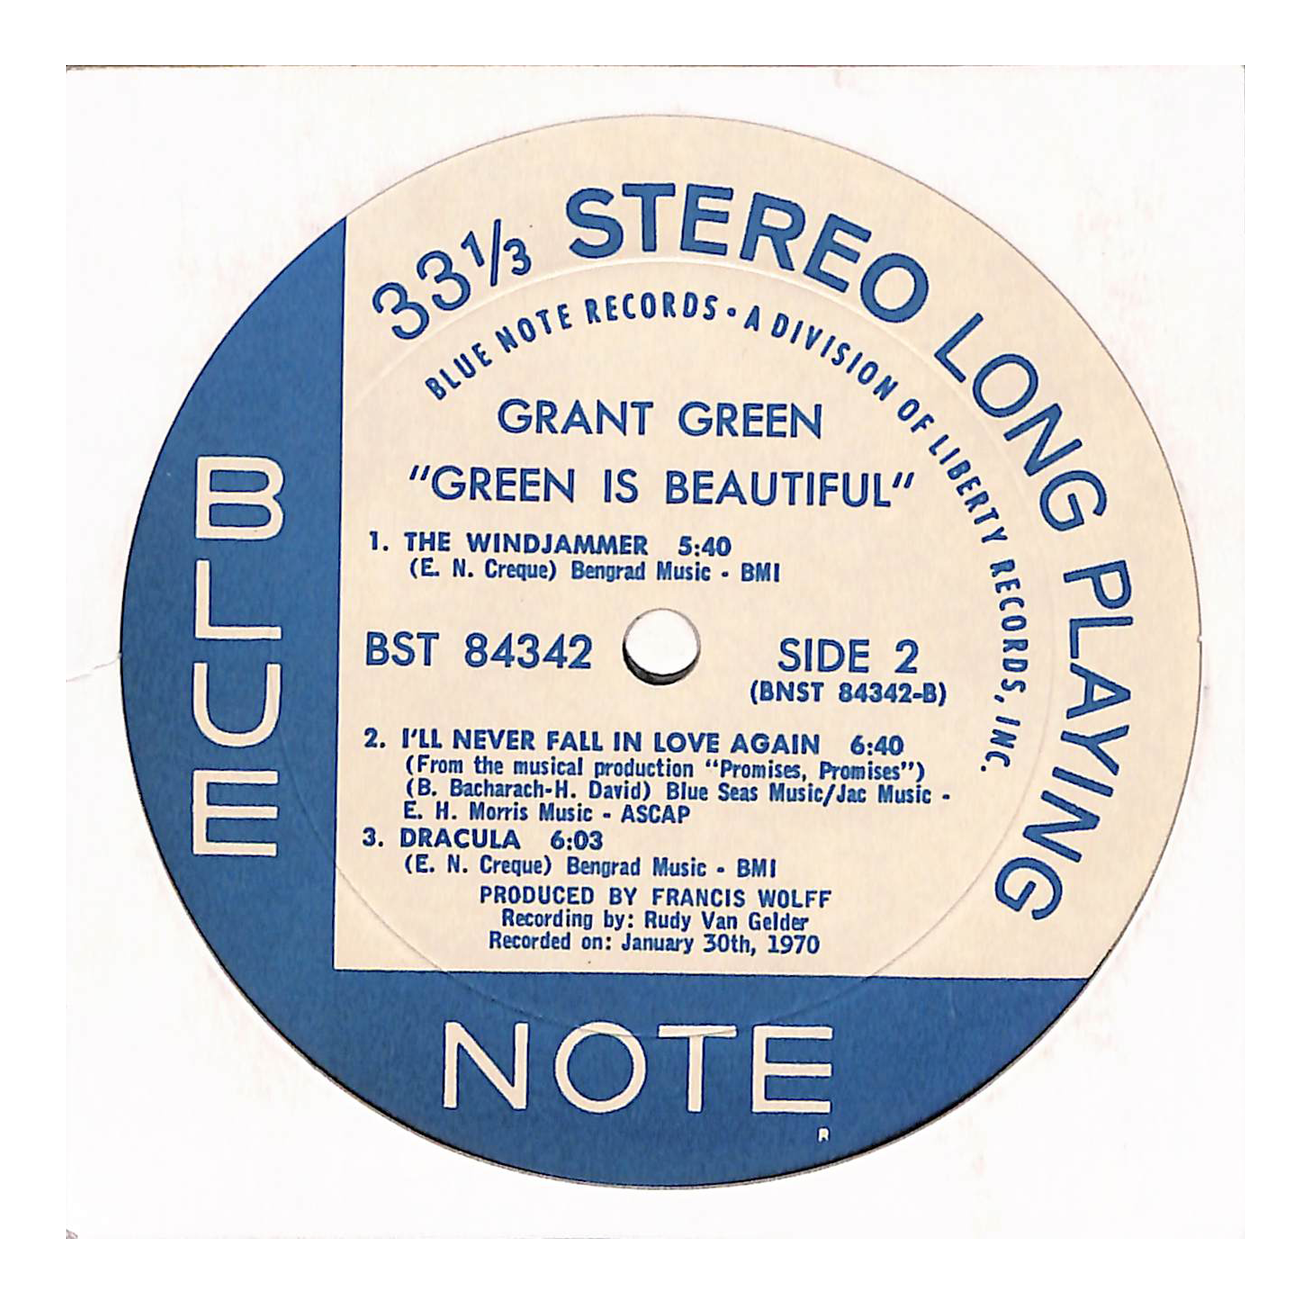 33⅓ STEREO LONG PLAYING
BLUE NOTE RECORDS • A DIVISION OF LIBERTY RECORDS, INC.
GRANT GREEN
"GREEN IS BEAUTIFUL"
1. THE WINDJAMMER 5:40
(E. N. Creque) Bengrad Music - BMI
BST 84342
SIDE 2
(BNST 84342-B)
2. I'LL NEVER FALL IN LOVE AGAIN 6:40
(From the musical production "Promises, Promises")
(B. Bacharach-H. David) Blue Seas Music/Jac Music -
E. H. Morris Music - ASCAP
3. DRACULA 6:03
(E. N. Creque) Bengrad Music - BMI
PRODUCED BY FRANCIS WOLFF
Recording by: Rudy Van Gelder
Recorded on: January 30th, 1970
BLUE
NOTE
R